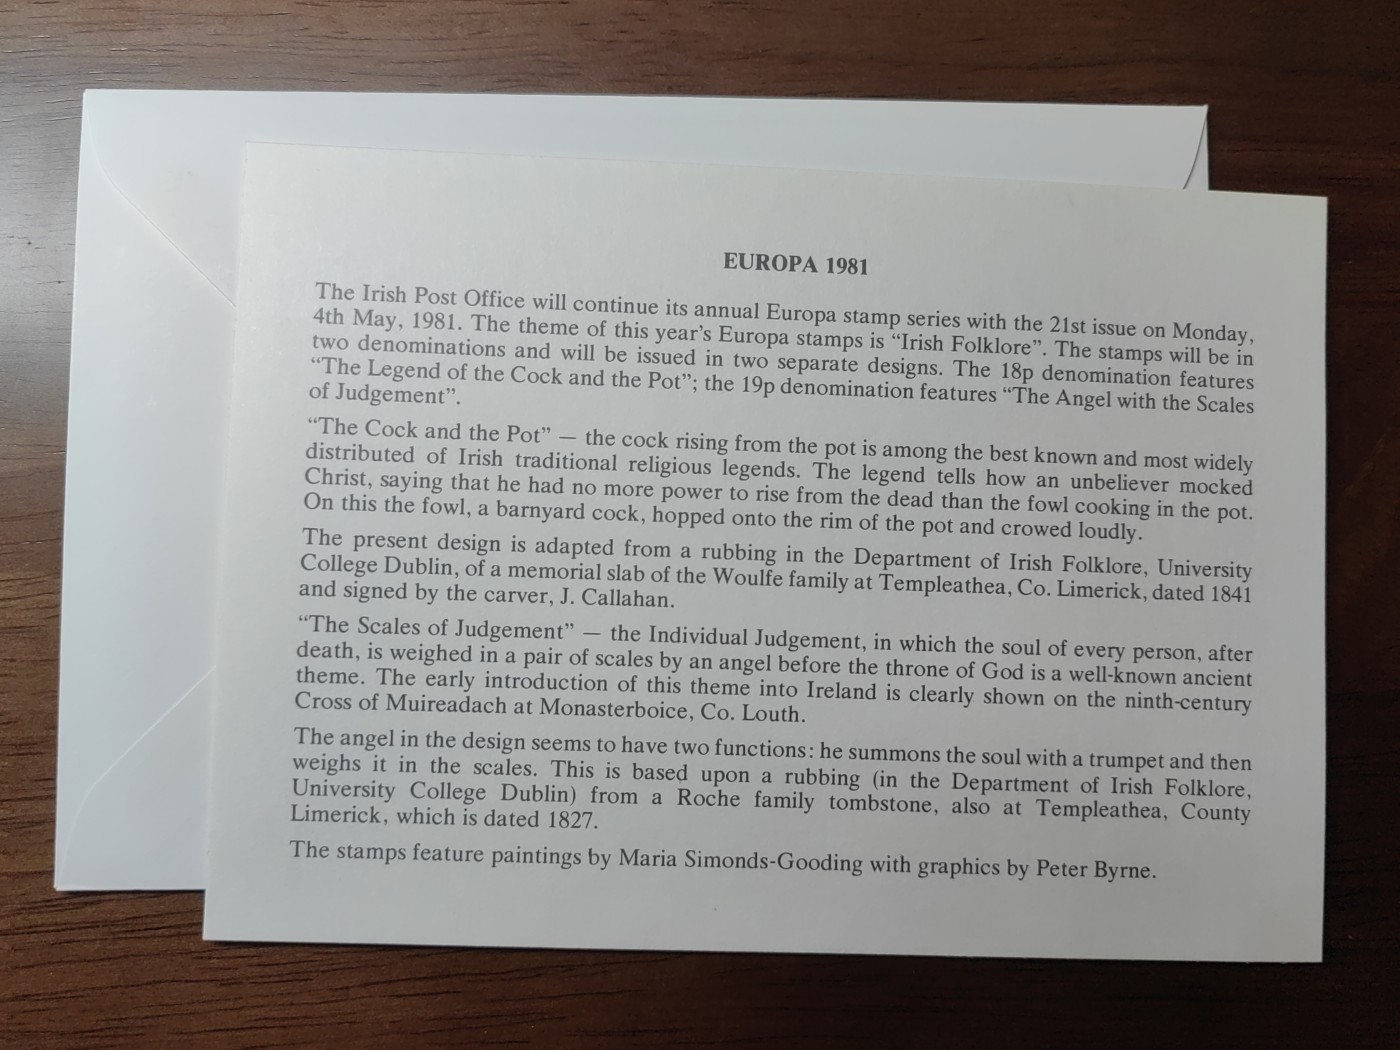 EUROPA 1981
The Irish Post Office will continue its annual Europa stamp series with the 21st issue on Monday,
4th May, 1981. The theme of this year’s Europa stamps is “Irish Folklore”. The stamps will be in
two denominations and will be issued in two separate designs. The 18p denomination features
“The Legend of the Cock and the Pot”; the 19p denomination features “The Angel with the Scales
of Judgement”.
“The Cock and the Pot” — the cock rising from the pot is among the best known and most widely
distributed of Irish traditional religious legends. The legend tells how an unbeliever mocked
Christ, saying that he had no more power to rise from the dead than the fowl cooking in the pot.
On this the fowl, a barnyard cock, hopped onto the rim of the pot and crowed loudly.
The present design is adapted from a rubbing in the Department of Irish Folklore, University
College Dublin, of a memorial slab of the Woulfe family at Templeathea, Co. Limerick, dated 1841
and signed by the carver, J. Callahan.
“The Scales of Judgement” — the Individual Judgement, in which the soul of every person, after
death, is weighed in a pair of scales by an angel before the throne of God is a well-known ancient
theme. The early introduction of this theme into Ireland is clearly shown on the ninth-century
Cross of Muireadach at Monasterboice, Co. Louth.
The angel in the design seems to have two functions: he summons the soul with a trumpet and then
weighs it in the scales. This is based upon a rubbing (in the Department of Irish Folklore,
University College Dublin) from a Roche family tombstone, also at Templeathea, County
Limerick, which is dated 1827.
The stamps feature paintings by Maria Simonds-Gooding with graphics by Peter Byrne.